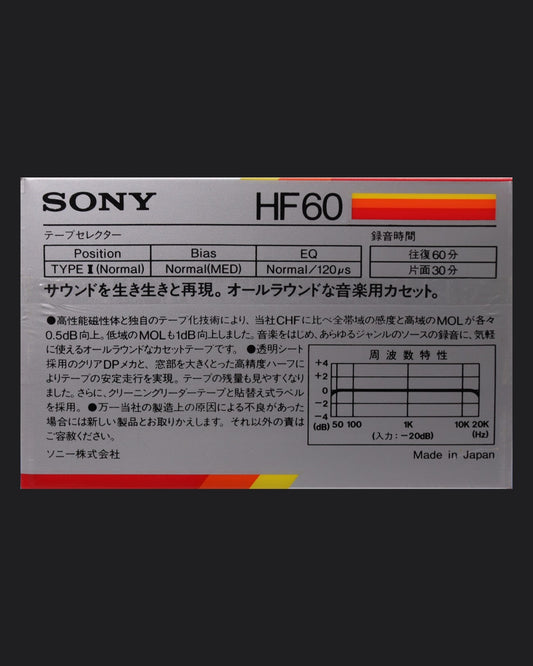 SONY HF60
テープセレクター 録音時間
Position Bias EQ 往復60分
TYPE I (Normal) Normal(MED) Normal/120μs 片面30分
サウンドを生き生きと再現。オールラウンドな音楽用カセット。
●高性能磁性体と独自のテープ化技術により、当社CHFに比べ全帯域の感度と高域のMOLが各々
0.5dB向上。低域のMOLも1dB向上しました。音楽をはじめ、あらゆるジャンルのソースの録音に、気軽
に使えるオールラウンドなカセットテープです。●透明シート
採用のクリアDPメカと、窓部を大きくとった高精度ハーフに
よりテープの安定走行を実現。テープの残量も見やすくなり
ました。さらに、クリーニングリーダーテープと貼替え式ラベル
を採用。●万一当社の製造上の原因による不良があった
場合には新しい製品とお取りかえします。それ以外の責は
ご容赦ください。
周波数特性
+4
+2
0
-2
-4
(dB) 50 100 1K 10K 20K
(入力：-20dB) (Hz)
ソニー株式会社 Made in Japan